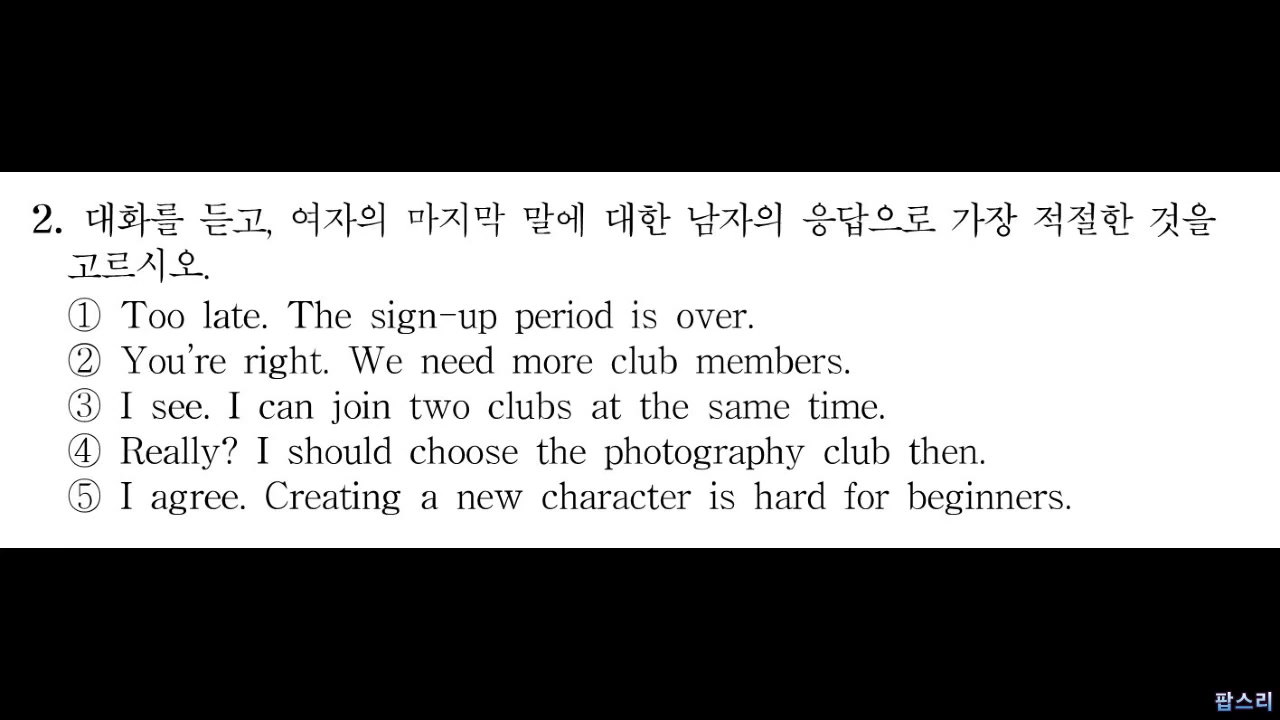 2. 대화를 듣고, 여자의 마지막 말에 대한 남자의 응답으로 가장 적절한 것을
고르시오.
① Too late. The sign-up period is over.
② You're right. We need more club members.
③ I see. I can join two clubs at the same time.
④ Really? I should choose the photography club then.
⑤ I agree. Creating a new character is hard for beginners.
팝스리